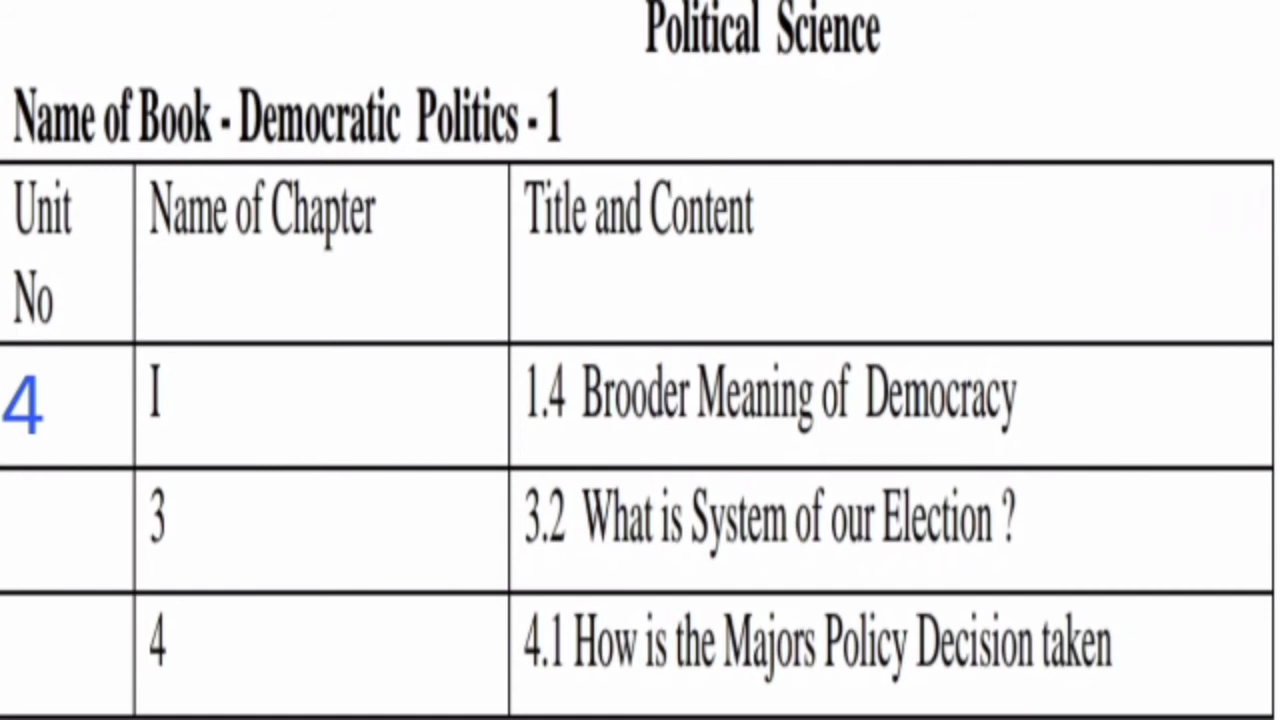 Political Science
Name of Book - Democratic Politics - 1
Unit No Name of Chapter Title and Content
4 I 1.4 Brooder Meaning of Democracy
3 3.2 What is System of our Election ?
4 4.1 How is the Majors Policy Decision taken